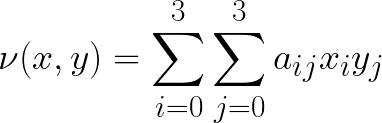 ν(x, y) = ∑_{i=0}^{3} ∑_{j=0}^{3} a_{ij} x_i y_j